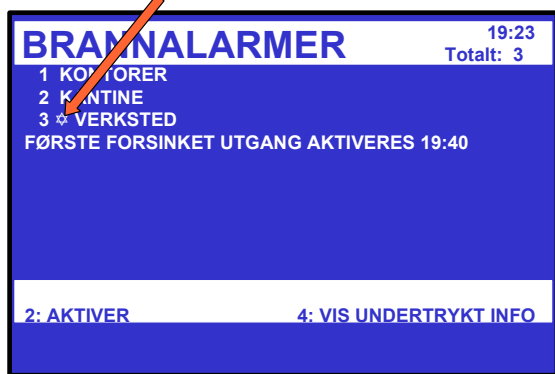 BRANNALARMER
19:23
Totalt: 3
1 KONTORER
2 KANTINE
3 ✡ VERKSTED
FØRSTE FORSINKET UTGANG AKTIVERES 19:40
2: AKTIVER
4: VIS UNDERTRYKT INFO